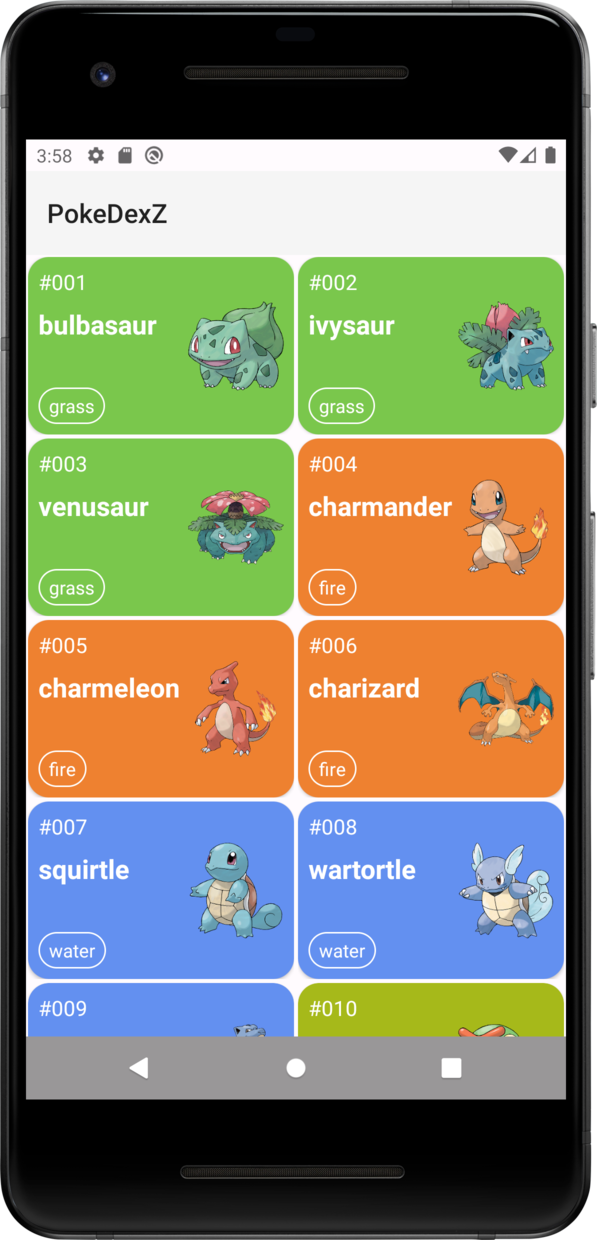 3:58
PokeDexZ
#001
bulbasaur
grass
#002
ivysaur
grass
#003
venusaur
grass
#004
charmander
fire
#005
charmeleon
fire
#006
charizard
fire
#007
squirtle
water
#008
wartortle
water
#009
#010